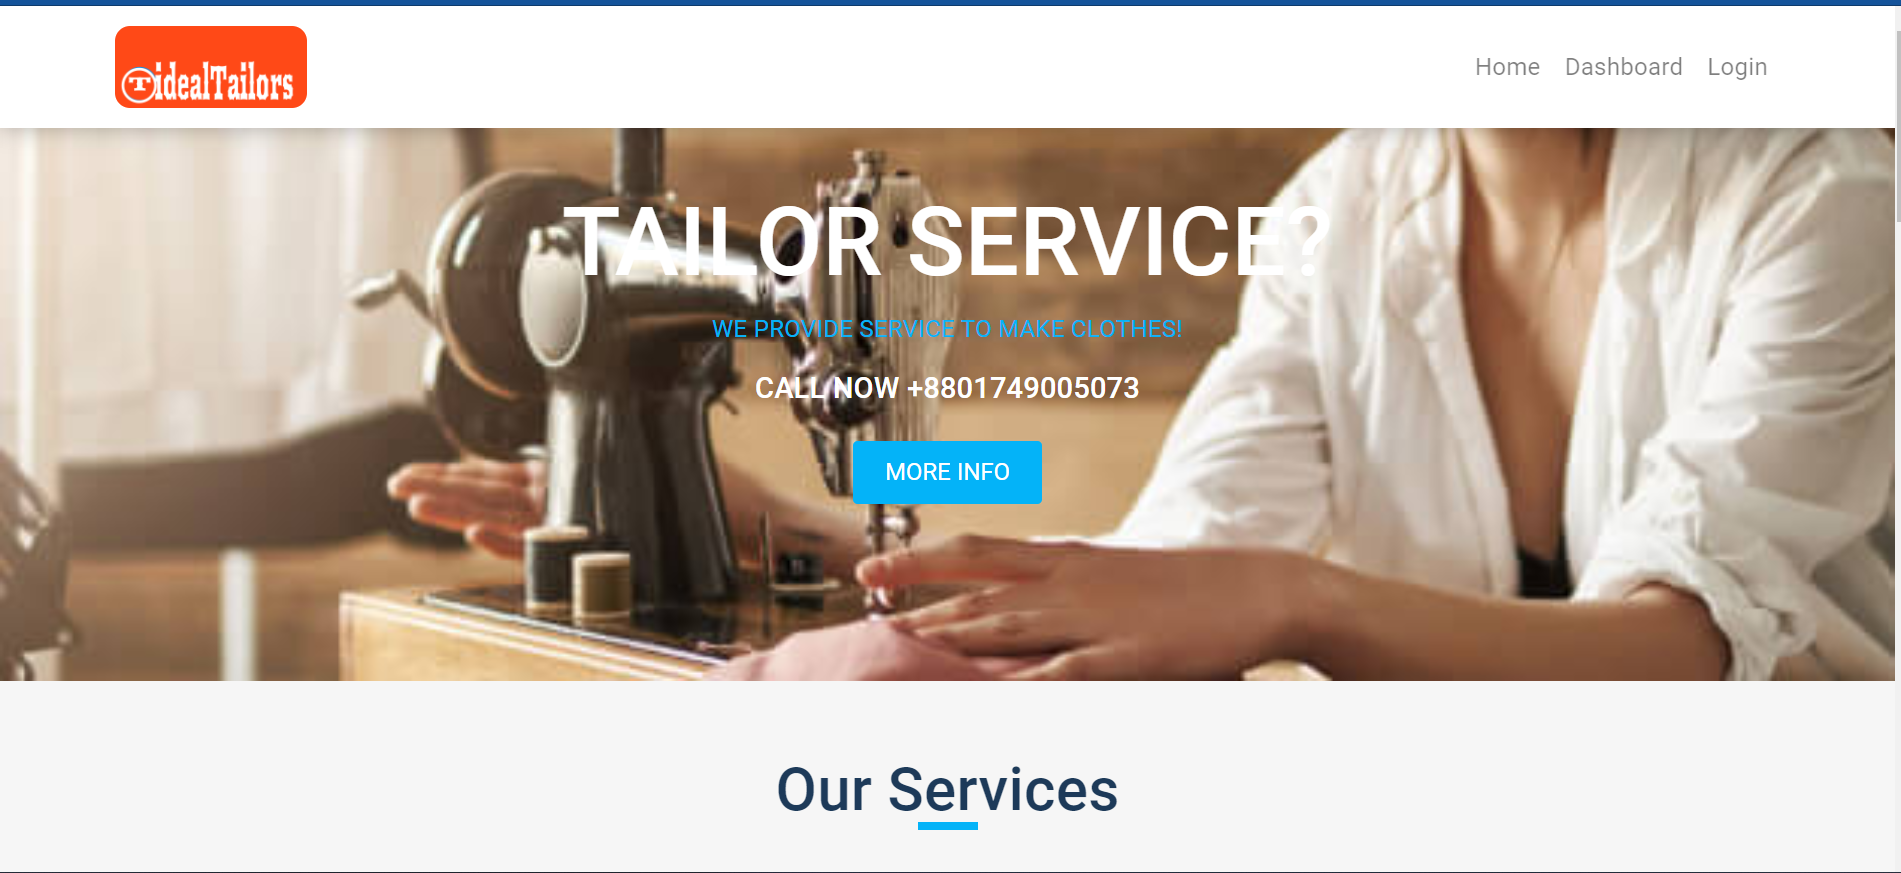 TidealTailors
Home Dashboard Login
TAILOR SERVICE?
WE PROVIDE SERVICE TO MAKE CLOTHES!
CALL NOW +8801749005073
MORE INFO
Our Services